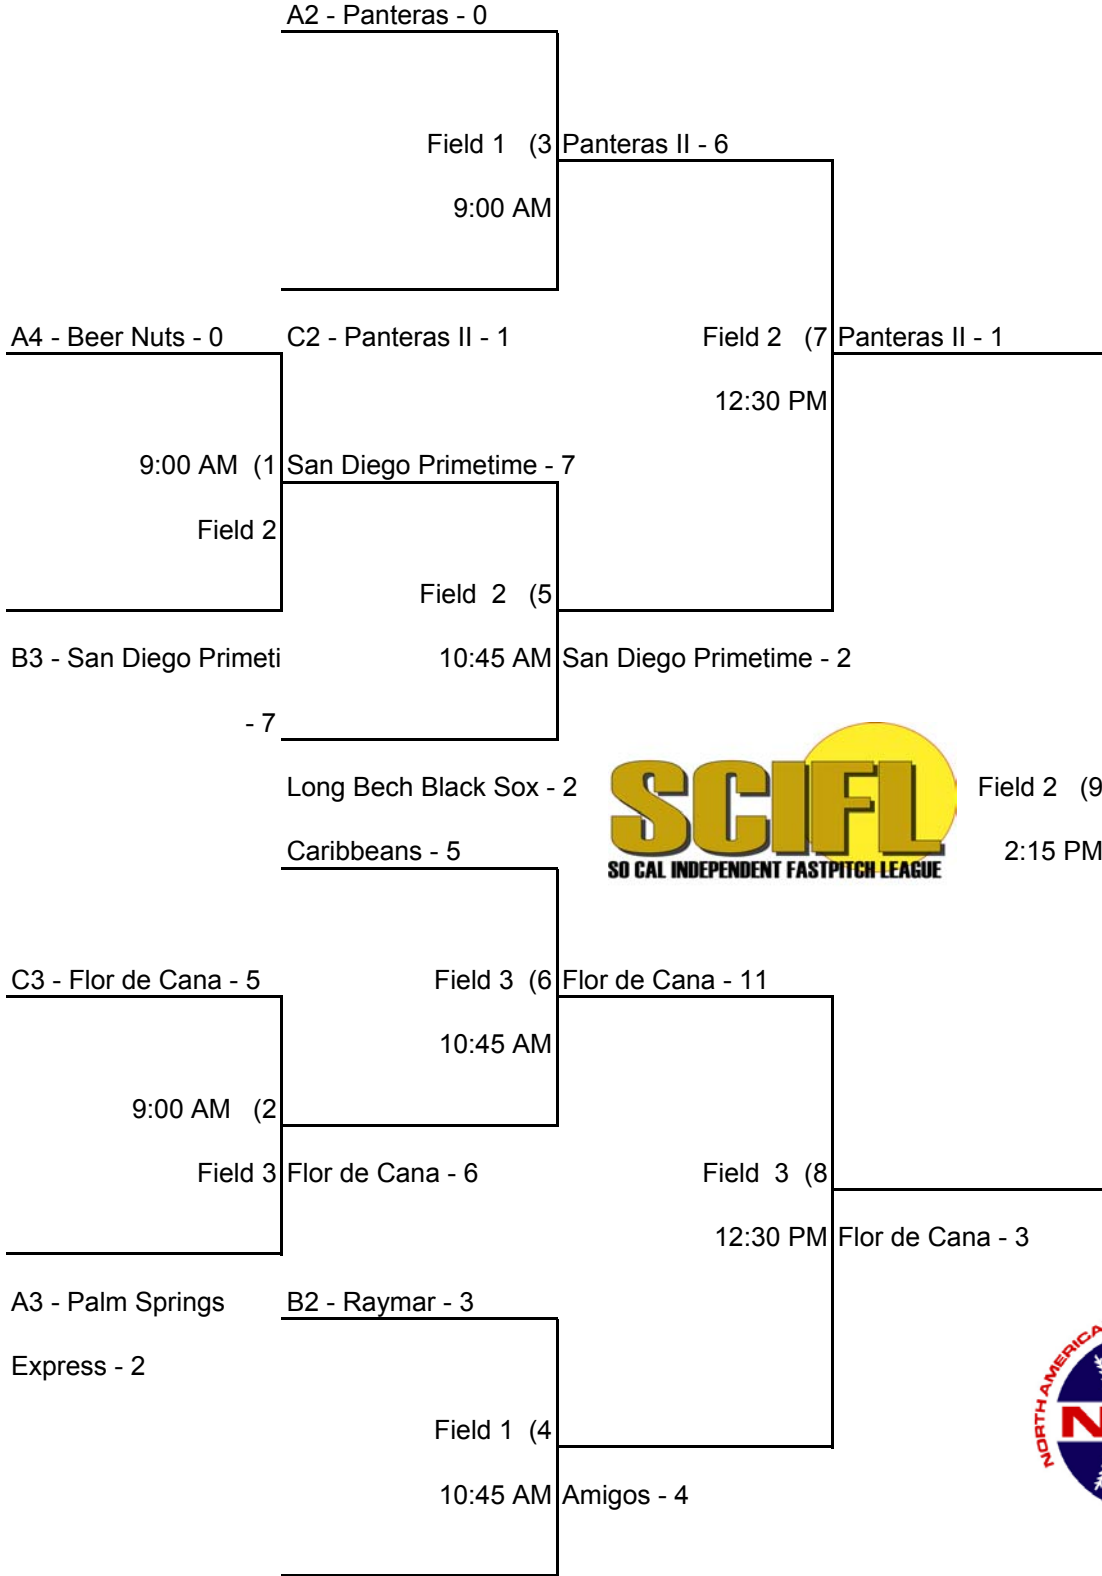 A2 - Panteras - 0
Field 1 (3 Panteras II - 6
9:00 AM
A4 - Beer Nuts - 0 C2 - Panteras II - 1 Field 2 (7 Panteras II - 1
12:30 PM
9:00 AM (1 San Diego Primetime - 7
Field 2
Field 2 (5
B3 - San Diego Primeti 10:45 AM San Diego Primetime - 2
- 7
Long Bech Black Sox - 2 SCIFL Field 2 (9
Caribbeans - 5 SO CAL INDEPENDENT FASTPITCH LEAGUE 2:15 PM
C3 - Flor de Cana - 5 Field 3 (6 Flor de Cana - 11
10:45 AM
9:00 AM (2
Field 3 Flor de Cana - 6 Field 3 (8
12:30 PM Flor de Cana - 3
A3 - Palm Springs B2 - Raymar - 3
Express - 2
NORTH AMERICA
N
Field 1 (4
10:45 AM Amigos - 4